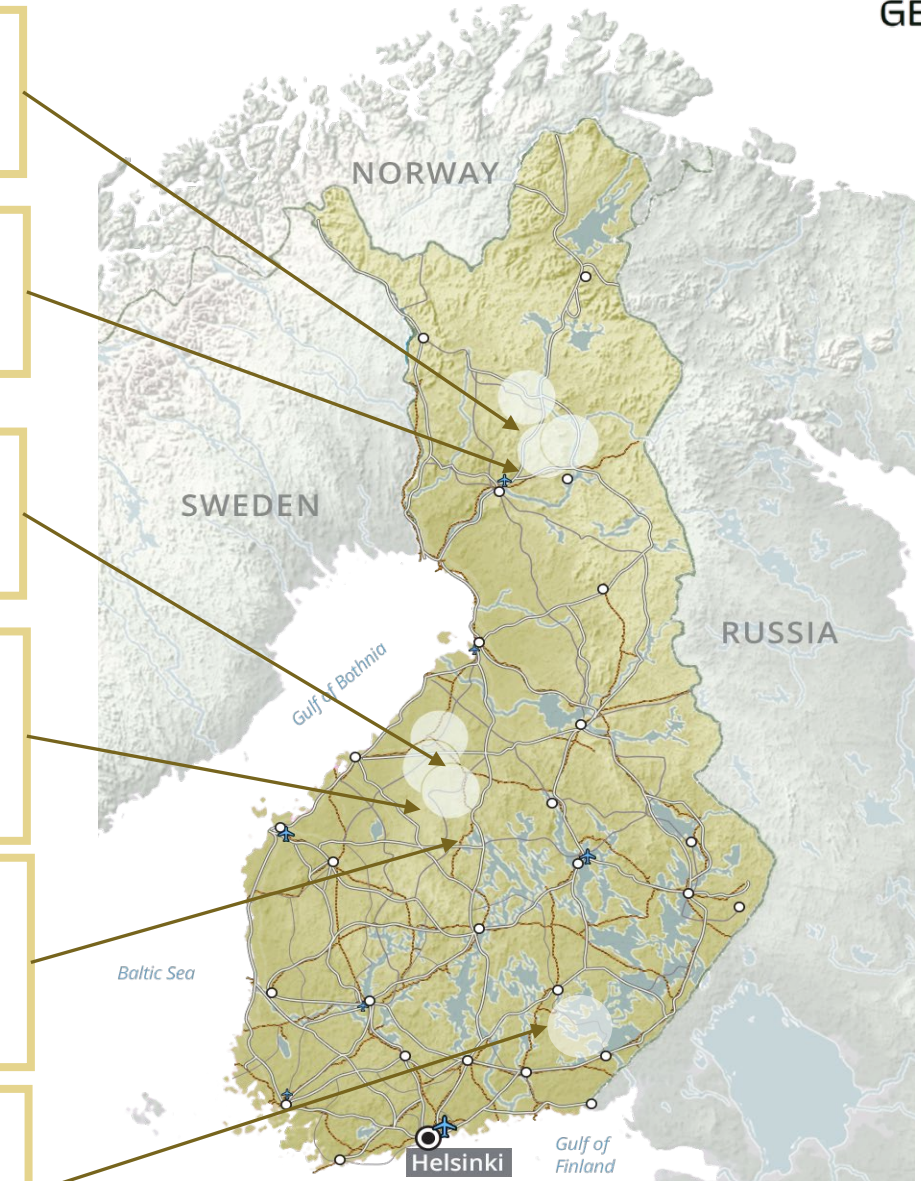 GE
NORWAY
SWEDEN
RUSSIA
Gulf of Bothnia
Baltic Sea
Gulf of
Finland
Helsinki